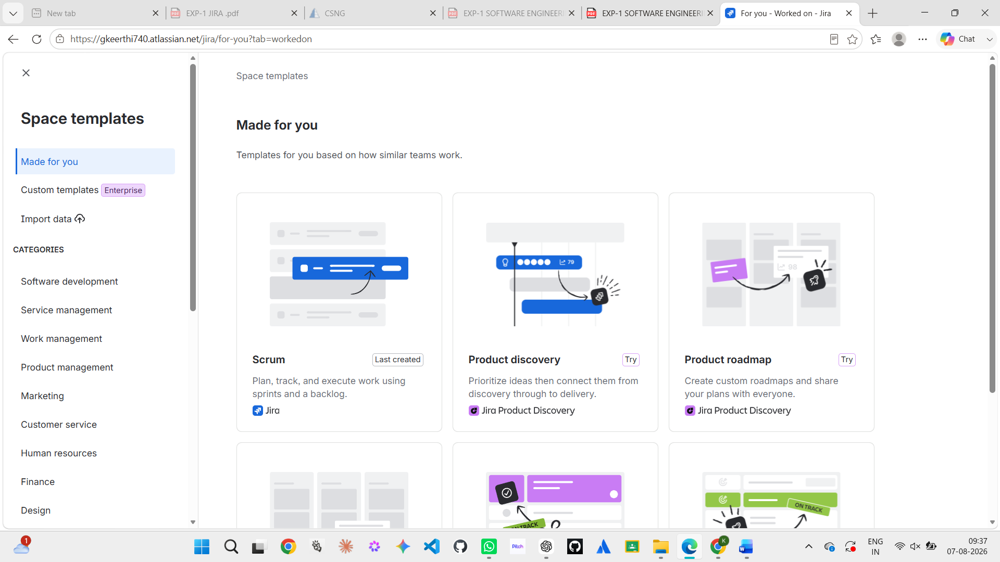 New tab
EXP-1 JIRA .pdf
CSNG
EXP-1 SOFTWARE ENGINEERI
EXP-1 SOFTWARE ENGINEERI
For you - Worked on - Jira
https://gkeerthi740.atlassian.net/jira/for-you?tab=workedon
Chat
Space templates
Made for you
Custom templates Enterprise
Import data
CATEGORIES
Software development
Service management
Work management
Product management
Marketing
Customer service
Human resources
Finance
Design
Space templates
Made for you
Templates for you based on how similar teams work.
Scrum Last created
Plan, track, and execute work using
sprints and a backlog.
Jira
79
Product discovery Try
Prioritize ideas then connect them from
discovery through to delivery.
Jira Product Discovery
98
Product roadmap Try
Create custom roadmaps and share
your plans with everyone.
Jira Product Discovery
ON TRACK
ON TRACK
1
Pitch
K
ENG
IN
09:37
07-08-2026